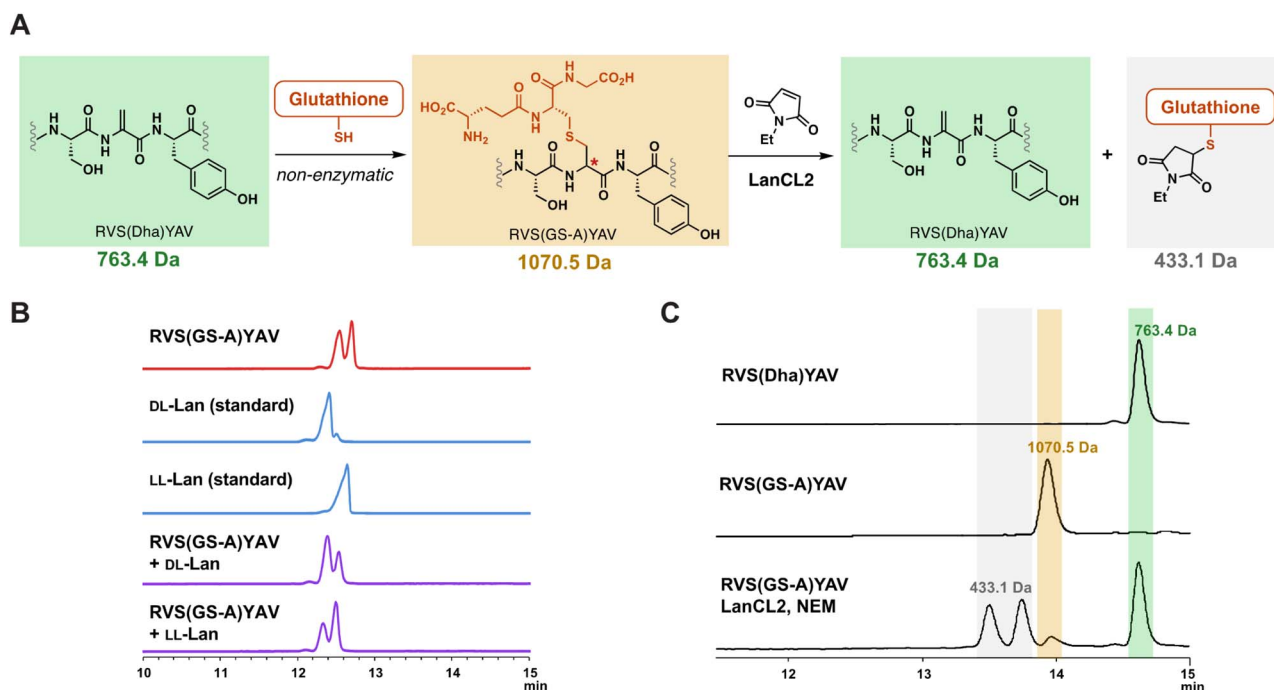 A
Glutathione
SH
non-enzymatic
H
N
O
OH
H
N
O
H
N
O
OH
RVS(Dha)YAV
763.4 Da
HO₂C
NH₂
O
N
H
O
H
N
CO₂H
S
H
N
O
OH
H
N
*
O
H
N
O
OH
RVS(GS-A)YAV
1070.5 Da
O
N
O
Et
LanCL2
H
N
O
OH
H
N
O
H
N
O
OH
RVS(Dha)YAV
763.4 Da
+
Glutathione
S
O
N
O
Et
433.1 Da
B
RVS(GS-A)YAV
DL-Lan (standard)
LL-Lan (standard)
RVS(GS-A)YAV
+ DL-Lan
RVS(GS-A)YAV
+ LL-Lan
10 11 12 13 14 15
min
C
763.4 Da
RVS(Dha)YAV
1070.5 Da
RVS(GS-A)YAV
433.1 Da
RVS(GS-A)YAV
LanCL2, NEM
12 13 14 15
min